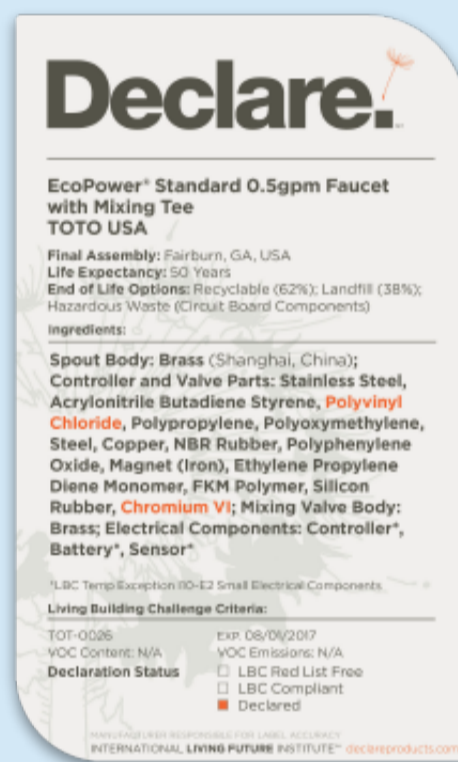 Declare.
EcoPower® Standard 0.5gpm Faucet
with Mixing Tee
TOTO USA
Final Assembly: Fairburn, GA, USA
Life Expectancy: 50 Years
End of Life Options: Recyclable (62%); Landfill (38%);
Hazardous Waste (Circuit Board Components)
Ingredients:
Spout Body: Brass (Shanghai, China);
Controller and Valve Parts: Stainless Steel,
Acrylonitrile Butadiene Styrene, Polyvinyl
Chloride, Polypropylene, Polyoxymethylene,
Steel, Copper, NBR Rubber, Polyphenylene
Oxide, Magnet (Iron), Ethylene Propylene
Diene Monomer, FKM Polymer, Silicon
Rubber, Chromium VI; Mixing Valve Body:
Brass; Electrical Components: Controller*,
Battery*, Sensor*
*LBC Temp Exception I10-E2 Small Electrical Components
Living Building Challenge Criteria:
TOT-0026 EXP. 08/01/2017
VOC Content: N/A VOC Emissions: N/A
Declaration Status LBC Red List Free
LBC Compliant
Declared
MANUFACTURER RESPONSIBLE FOR LABEL ACCURACY
INTERNATIONAL LIVING FUTURE INSTITUTE™ declareproducts.com